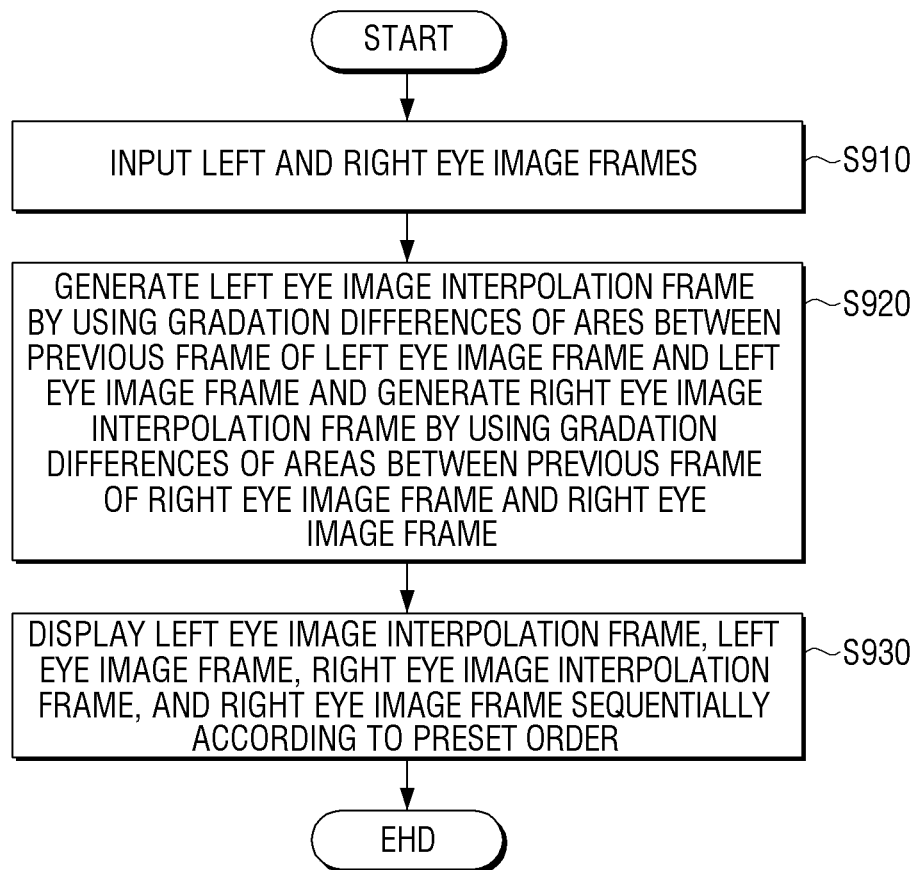 START
INPUT LEFT AND RIGHT EYE IMAGE FRAMES
S910
GENERATE LEFT EYE IMAGE INTERPOLATION FRAME
BY USING GRADATION DIFFERENCES OF ARES BETWEEN
PREVIOUS FRAME OF LEFT EYE IMAGE FRAME AND LEFT
EYE IMAGE FRAME AND GENERATE RIGHT EYE IMAGE
INTERPOLATION FRAME BY USING GRADATION
DIFFERENCES OF AREAS BETWEEN PREVIOUS FRAME
OF RIGHT EYE IMAGE FRAME AND RIGHT EYE
IMAGE FRAME
S920
DISPLAY LEFT EYE IMAGE INTERPOLATION FRAME, LEFT
EYE IMAGE FRAME, RIGHT EYE IMAGE INTERPOLATION
FRAME, AND RIGHT EYE IMAGE FRAME SEQUENTIALLY
ACCORDING TO PRESET ORDER
S930
EHD